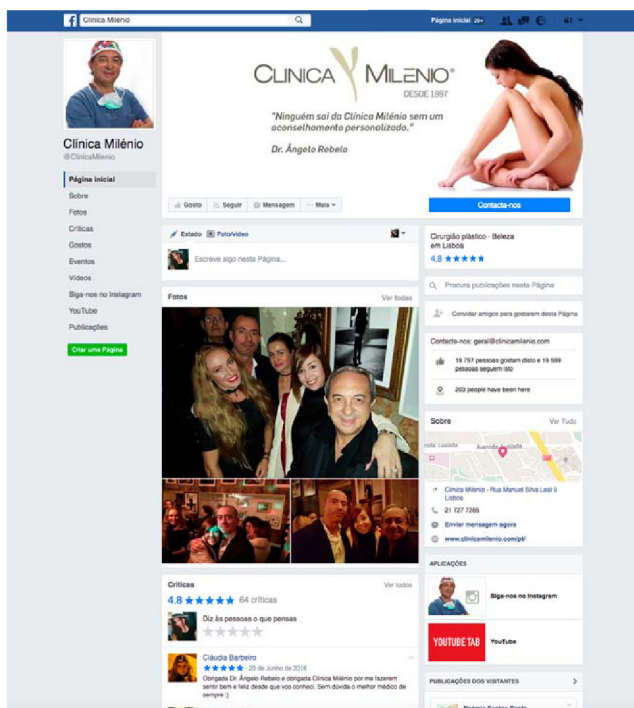 Clínica Milénio
Página inicial 20+
CLINICA MILENIO®
DESDE 1997
"Ninguém sai da Clínica Milénio sem um
aconselhamento personalizado."
Dr. Ângelo Rebelo
Clínica Milénio
@ClinicaMilenio
Página inicial
Sobre
Fotos
Críticas
Gostos
Eventos
Vídeos
Siga-nos no Instagram
YouTube
Publicações
Criar uma Página
Gosto
Seguir
Mensagem
Mais
Contacta-nos
Estado
Foto/vídeo
Escreve algo nesta Página...
Fotos
Ver todas
Críticas
Ver todos
4,8 ★★★★★ 64 críticas
Diz às pessoas o que pensas
Cláudia Barbeiro
★★★★★ · 29 de Junho de 2016
Obrigada Dr. Ângelo Rebelo e obrigada Clínica Milénio por me fazerem
sentir bem e feliz desde que vos conheci. Sem dúvida o melhor médico de
sempre :)
Cirurgião plástico · Beleza
em Lisboa
4,8 ★★★★★
Procura publicações nesta Página
Convidar amigos para gostarem desta Página
Contacte-nos: geral@clinicamilenio.com
19 797 pessoas gostam disto e 19 599
pessoas seguem isto
203 people have been here
Sobre
Ver Tudo
Avenida Lusíada
Clínica Milénio - Rua Manuel Silva Leal 9
Lisboa
21 727 7265
Enviar mensagem agora
www.clinicamilenio.com/pt/
APLICAÇÕES
Siga-nos no Instagram
YOUTUBE TAB
YouTube
PUBLICAÇÕES DOS VISITANTES